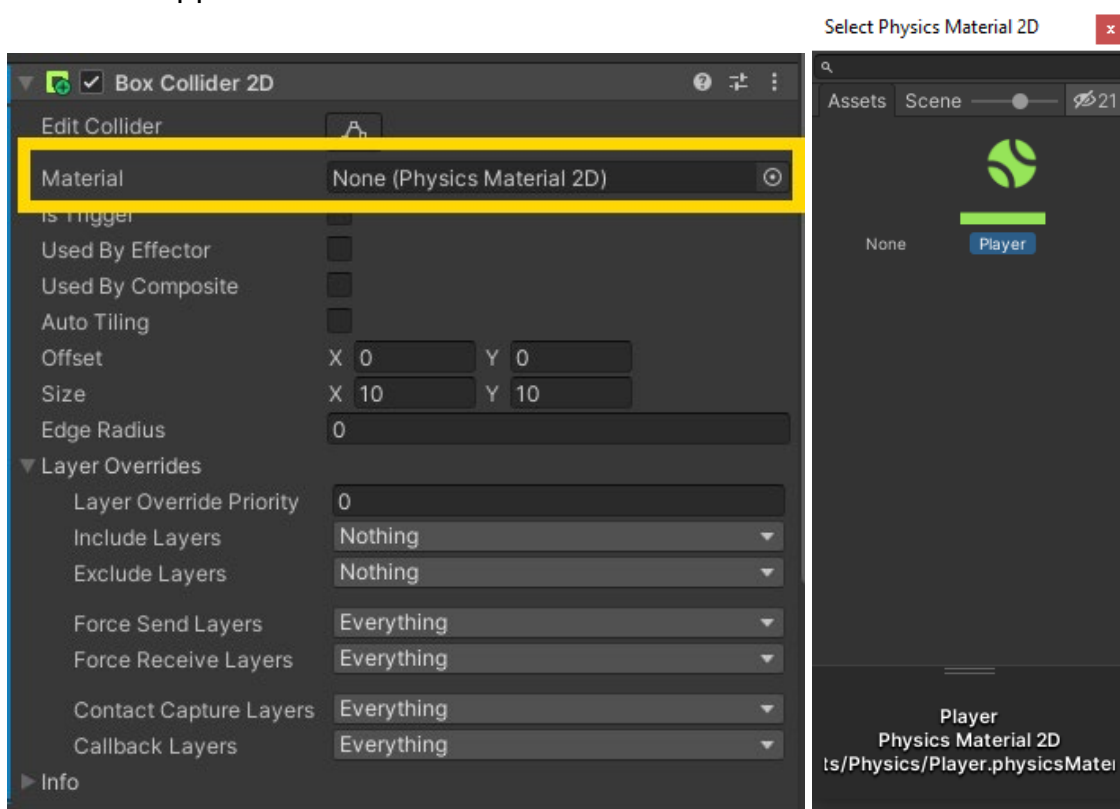 Select Physics Material 2D
x
Box Collider 2D
Edit Collider
Material None (Physics Material 2D)
Is Trigger
Used By Effector
Used By Composite
Auto Tiling
Offset X 0 Y 0
Size X 10 Y 10
Edge Radius 0
Layer Overrides
Layer Override Priority 0
Include Layers Nothing
Exclude Layers Nothing
Force Send Layers Everything
Force Receive Layers Everything
Contact Capture Layers Everything
Callback Layers Everything
Info
Assets Scene 21
None Player
Player
Physics Material 2D
ts/Physics/Player.physicsMater